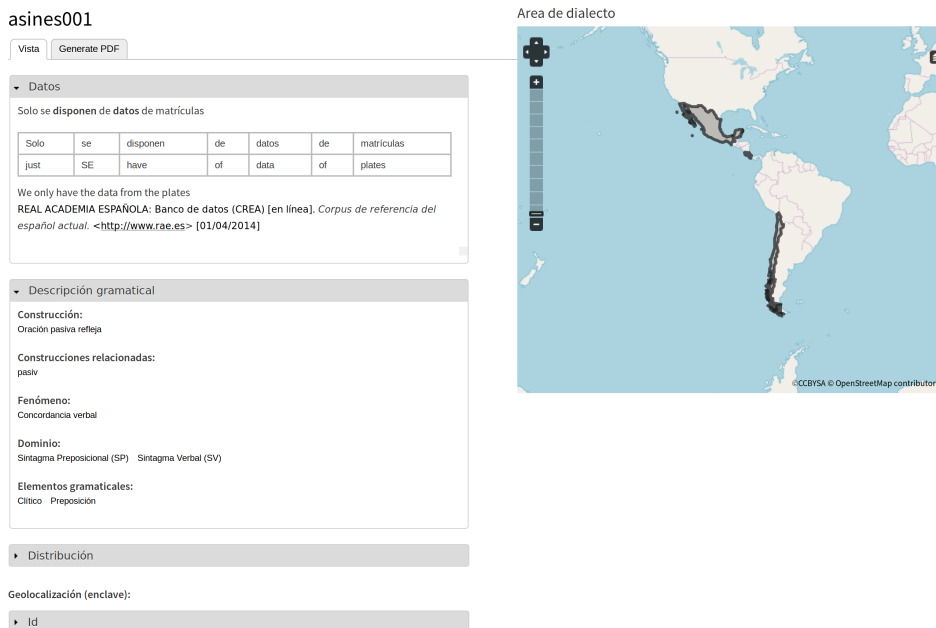 asines001
Vista
Generate PDF
Datos
Solo se disponen de datos de matrículas
Solo se disponen de datos de matrículas
just SE have of data of plates
We only have the data from the plates
REAL ACADEMIA ESPAÑOLA: Banco de datos (CREA) [en línea]. Corpus de referencia del
español actual. <http://www.rae.es> [01/04/2014]
Descripción gramatical
Construcción:
Oración pasiva refleja
Construcciones relacionadas:
pasiv
Fenómeno:
Concordancia verbal
Dominio:
Sintagma Preposicional (SP) Sintagma Verbal (SV)
Elementos gramaticales:
Clítico Preposición
Distribución
Geolocalización (enclave):
Id
Area de dialecto
+
−
©CCBYSA © OpenStreetMap contributor